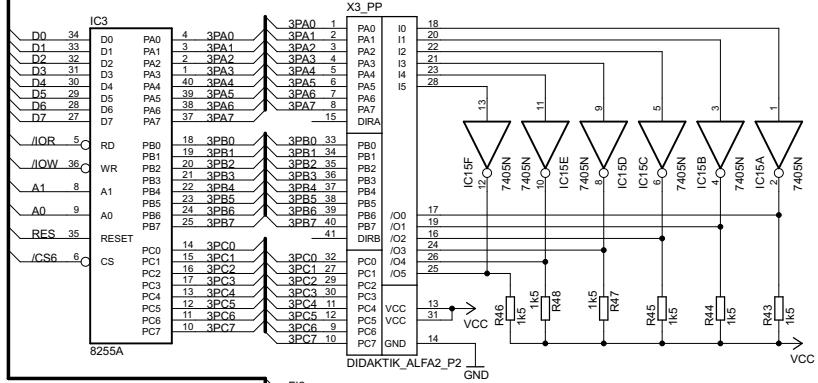 IC3
D0 34 D0 PA0 4 3PA0
D1 33 D1 PA1 3 3PA1
D2 32 D2 PA2 2 3PA2
D3 31 D3 PA3 1 3PA3
D4 30 D4 PA4 40 3PA4
D5 29 D5 PA5 39 3PA5
D6 28 D6 PA6 38 3PA6
D7 27 D7 PA7 37 3PA7
/IOR 5 RD PB0 18 3PB0
PB1 19 3PB1
/IOW 36 WR PB2 20 3PB2
PB3 21 3PB3
A1 8 A1 PB4 22 3PB4
PB5 23 3PB5
A0 9 A0 PB6 24 3PB6
PB7 25 3PB7
RES 35 RESET
PC0 14 3PC0
/CS6 6 CS PC1 15 3PC1
PC2 16 3PC2
PC3 17 3PC3
PC4 13 3PC4
PC5 12 3PC5
PC6 11 3PC6
PC7 10 3PC7
8255A
X3_PP
3PA0 1 PA0 I0 18
3PA1 2 PA1 I1 20
3PA2 3 PA2 I2 22
3PA3 4 PA3 I3 21
3PA4 5 PA4 I4 23
3PA5 6 PA5 I5 28
3PA6 7 PA6
3PA7 8 PA7
15 DIRA
3PB0 33 PB0
3PB1 34 PB1
3PB2 35 PB2
3PB3 36 PB3
3PB4 37 PB4
3PB5 38 PB5
3PB6 39 PB6 /O0 17
3PB7 40 PB7 /O1 19
41 DIRB /O2 16
/O3 24
3PC0 32 PC0 /O4 26
3PC1 27 PC1 /O5 25
3PC2 29 PC2
3PC3 30 PC3
3PC4 11 PC4 VCC 13
3PC5 12 PC5 VCC 31
3PC6 9 PC6
3PC7 10 PC7 GND 14
DIDAKTIK_ALFA2_P2
VCC
GND
13 11 9 5 3 1
IC15F 7405N
IC15E 7405N
IC15D 7405N
IC15C 7405N
IC15B 7405N
IC15A 7405N
12 10 8 6 4 2
R46 1k5
R48 1k5
R47 1k5
R45 1k5
R44 1k5
R43 1k5
VCC